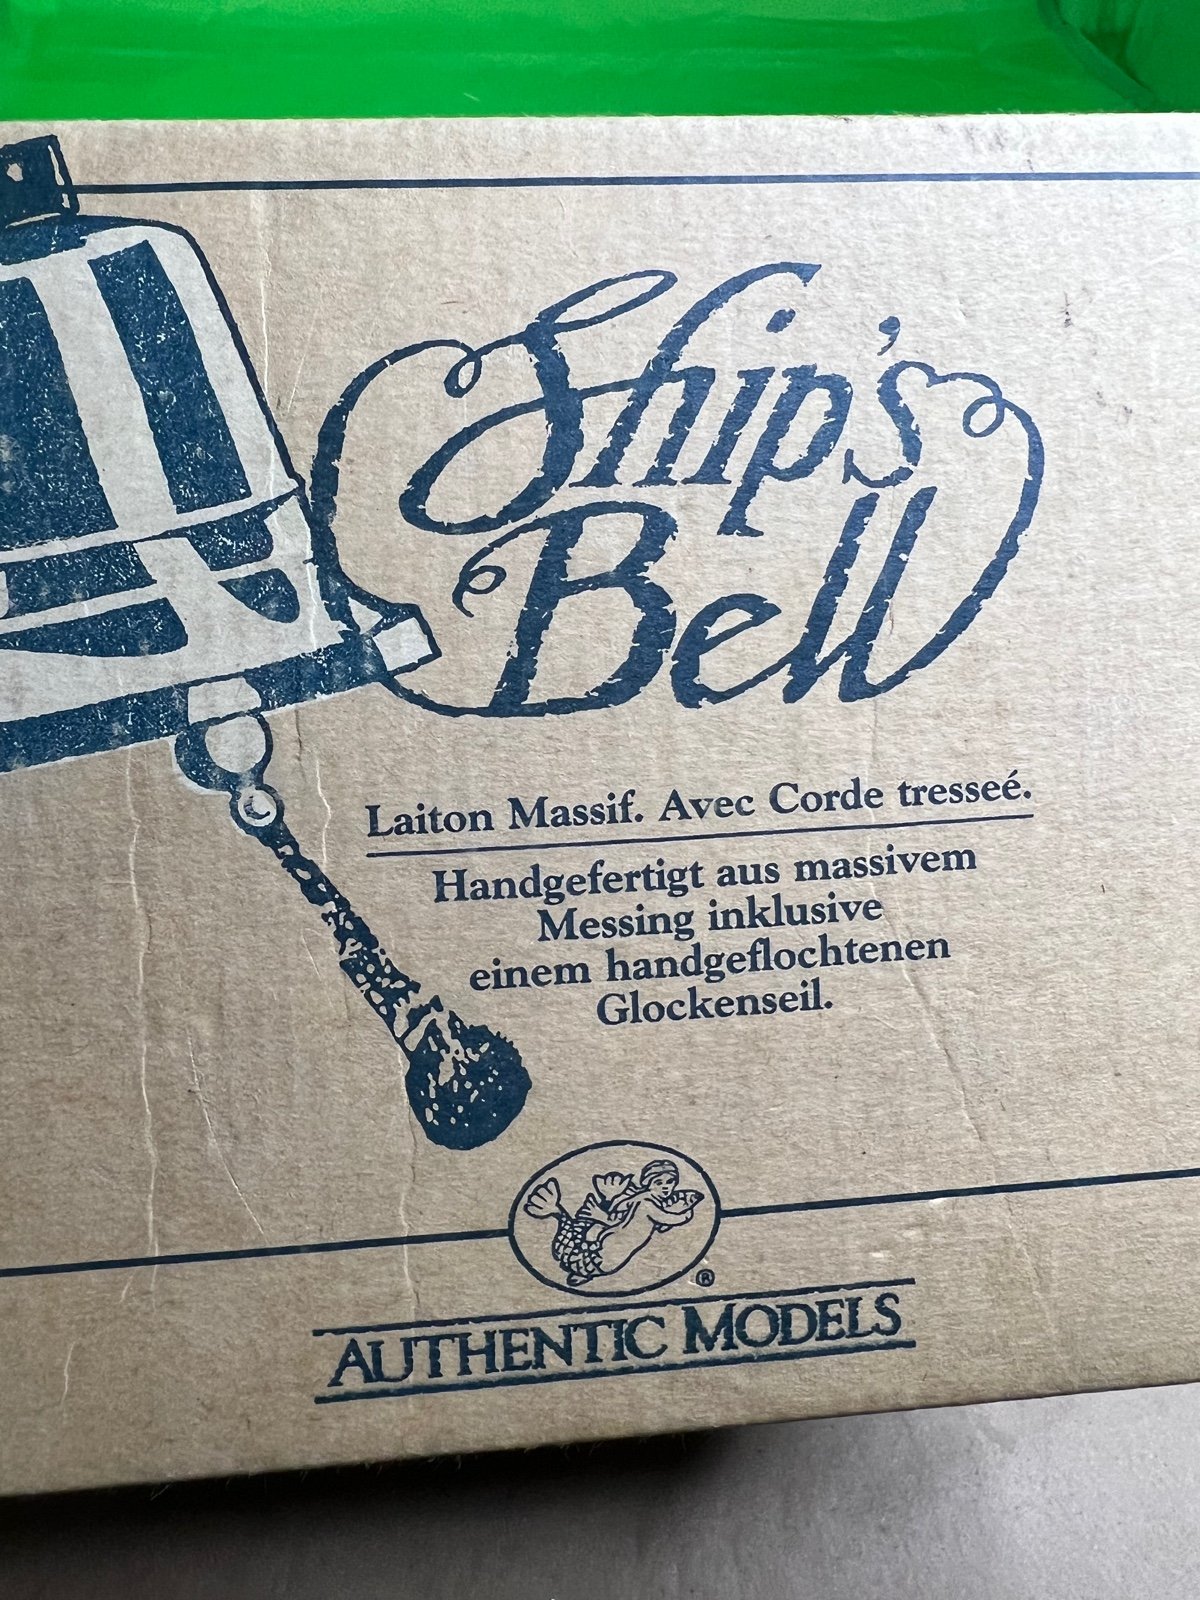 Ship's
Bell
Laiton Massif. Avec Corde tresseé.
Handgefertigt aus massivem
Messing inklusive
einem handgeflochtenen
Glockenseil.
®
AUTHENTIC MODELS